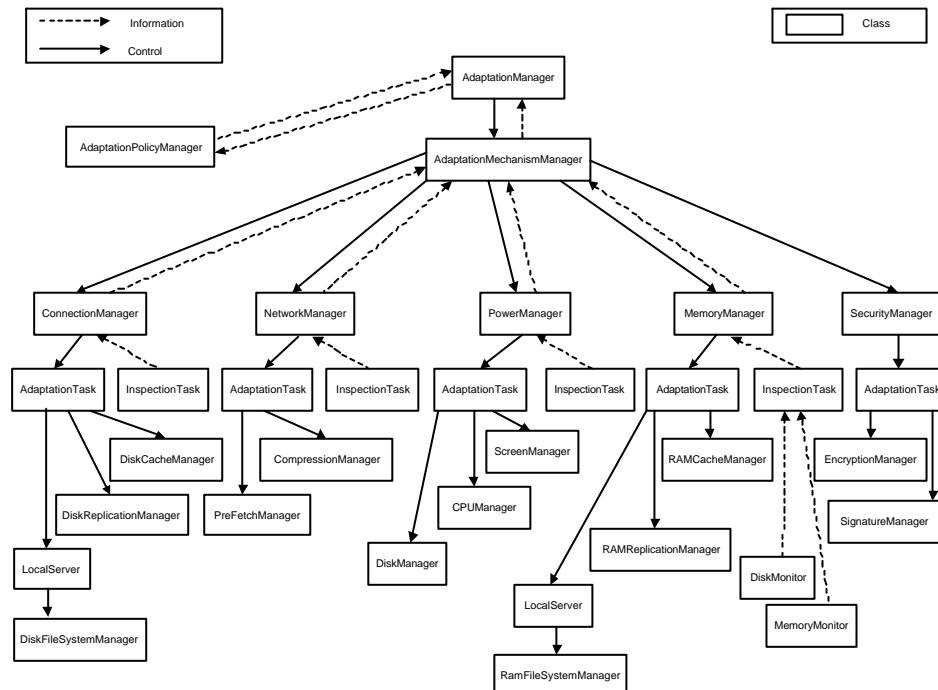 Information
Control
Class
AdaptationManager
AdaptationPolicyManager
AdaptationMechanismManager
ConnectionManager
NetworkManager
PowerManager
MemoryManager
SecurityManager
AdaptationTask
InspectionTask
AdaptationTask
InspectionTask
AdaptationTask
InspectionTask
AdaptationTask
InspectionTask
AdaptationTask
DiskCacheManager
CompressionManager
ScreenManager
RAMCacheManager
EncryptionManager
DiskReplicationManager
PreFetchManager
CPUManager
SignatureManager
RAMReplicationManager
LocalServer
DiskManager
DiskMonitor
LocalServer
MemoryMonitor
DiskFileSystemManager
RamFileSystemManager